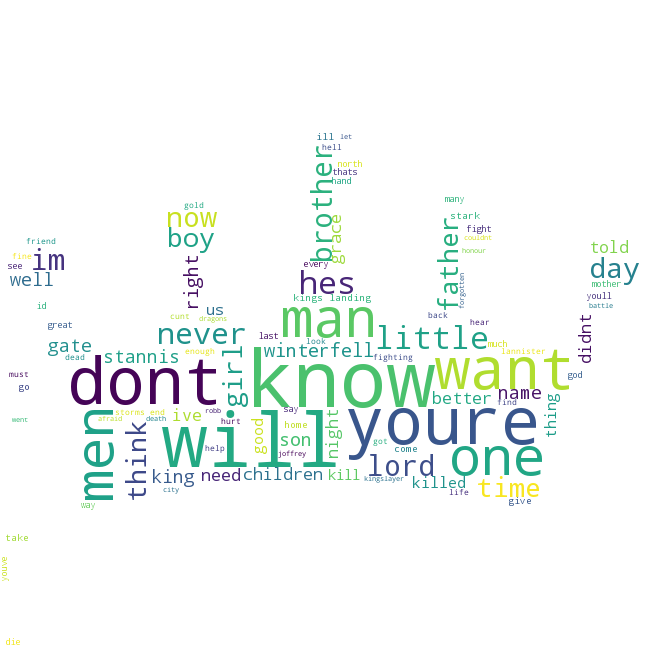 ill let
hell
brother
north
thats
hand
gold
now
boy
many
stark
father
fight
couldnt
honour
grace
friend
fine
im
see
well
told
day
mother
youll
battle
right
every
hes
forgotten
kings landing
id
us
cunt
dragons
man
back
hear
great
never
last
look
little
much
didnt
gate
dead
stannis
enough
girl
winterfell
fighting
lannister
must
go
dont
know
want
god
name
better
thing
men
storms end
afraid
death
ive
robb
hurt
say
youre
find
went
think
will
good
home
son
night
help
joffrey
got
come
lord
one
king
need
children
kill
kingslayer
killed
life
time
city
give
way
take
youve
die